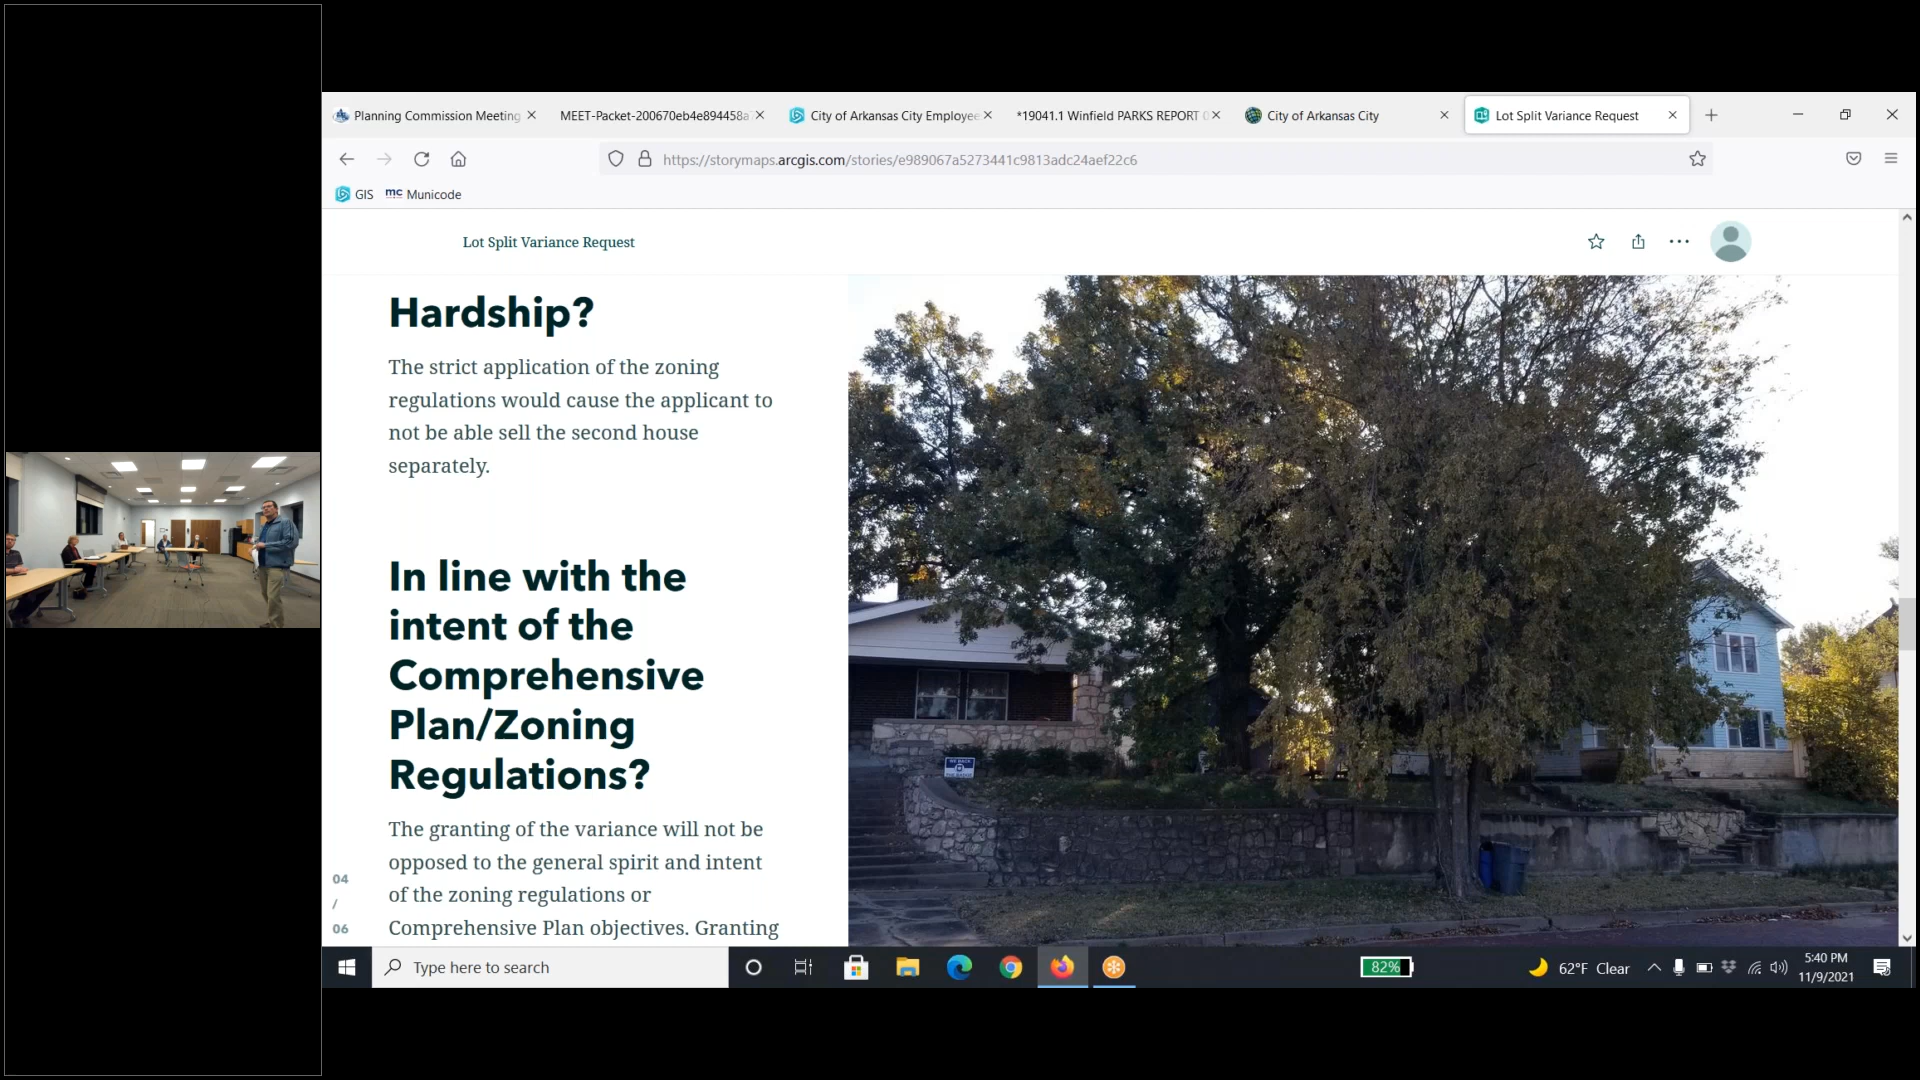 Planning Commission Meeting
MEET-Packet-200670eb4e894458a
City of Arkansas City Employee
*19041.1 Winfield PARKS REPORT
City of Arkansas City
Lot Split Variance Request
https://storymaps.arcgis.com/stories/e989067a5273441c9813adc24aef22c6
GIS
mc Municode
Lot Split Variance Request
Hardship?
The strict application of the zoning
regulations would cause the applicant to
not be able sell the second house
separately.
In line with the
intent of the
Comprehensive
Plan/Zoning
Regulations?
The granting of the variance will not be
opposed to the general spirit and intent
of the zoning regulations or
Comprehensive Plan objectives. Granting
04
/
06
WE BACK
Type here to search
82%
62°F Clear
5:40 PM
11/9/2021